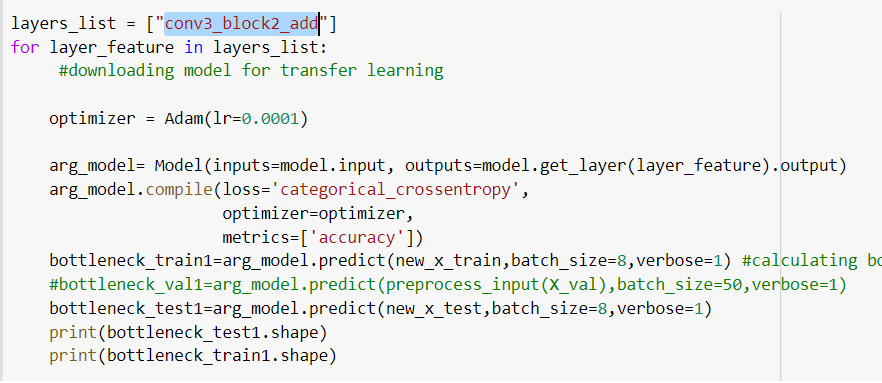 layers_list = ["conv3_block2_add"]
for layer_feature in layers_list:
#downloading model for transfer learning
optimizer = Adam(lr=0.0001)
arg_model= Model(inputs=model.input, outputs=model.get_layer(layer_feature).output)
arg_model.compile(loss='categorical_crossentropy',
optimizer=optimizer,
metrics=['accuracy'])
bottleneck_train1=arg_model.predict(new_x_train,batch_size=8,verbose=1) #calculating
#bottleneck_val1=arg_model.predict(preprocess_input(X_val),batch_size=50,verbose=1)
bottleneck_test1=arg_model.predict(new_x_test,batch_size=8,verbose=1)
print(bottleneck_test1.shape)
print(bottleneck_train1.shape)